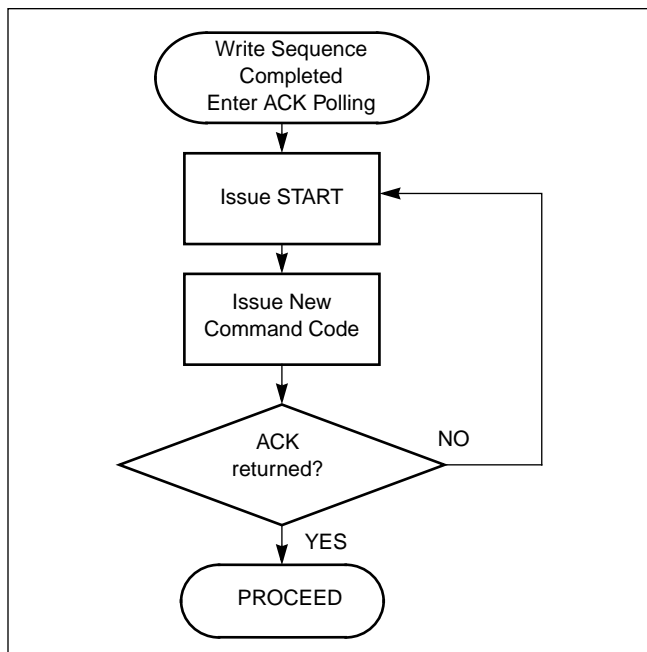 Write Sequence
Completed
Enter ACK Polling
Issue START
Issue New
Command Code
ACK
returned?
NO
YES
PROCEED